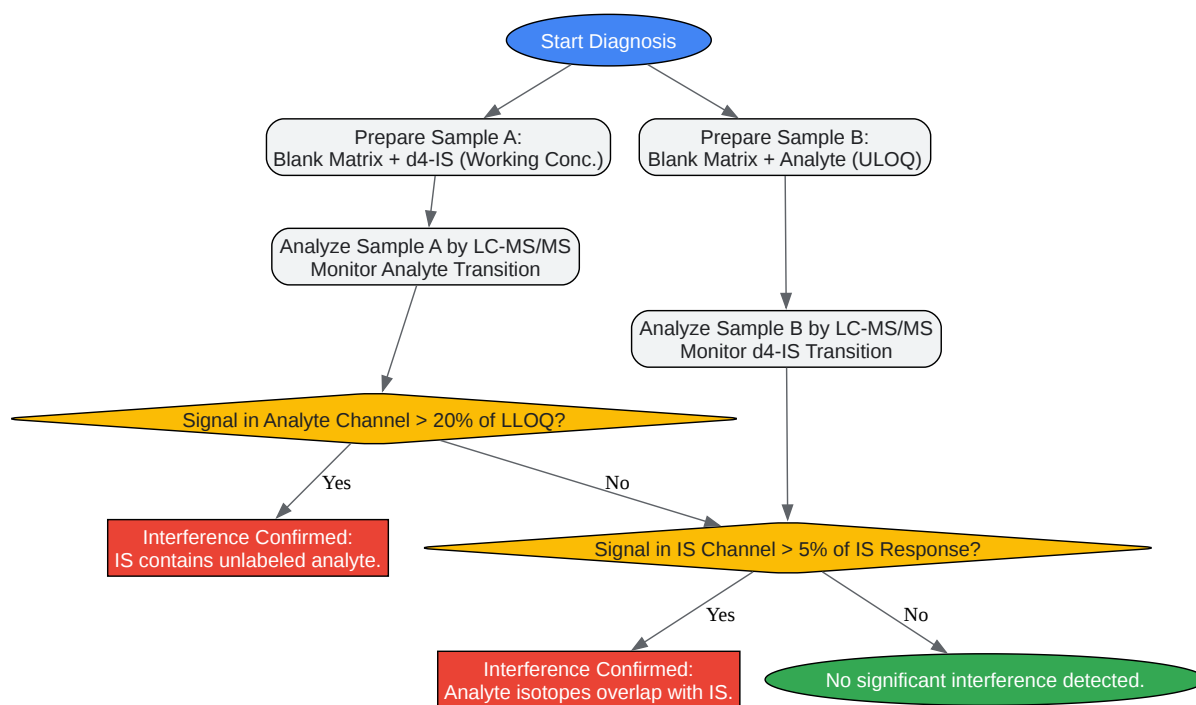 Start Diagnosis
Prepare Sample A:
Blank Matrix + d4-IS (Working Conc.)
Prepare Sample B:
Blank Matrix + Analyte (ULOQ)
Analyze Sample A by LC-MS/MS
Monitor Analyte Transition
Analyze Sample B by LC-MS/MS
Monitor d4-IS Transition
Signal in Analyte Channel > 20% of LLOQ?
Yes
No
Interference Confirmed:
IS contains unlabeled analyte.
Signal in IS Channel > 5% of IS Response?
Yes
No
Interference Confirmed:
Analyte isotopes overlap with IS.
No significant interference detected.